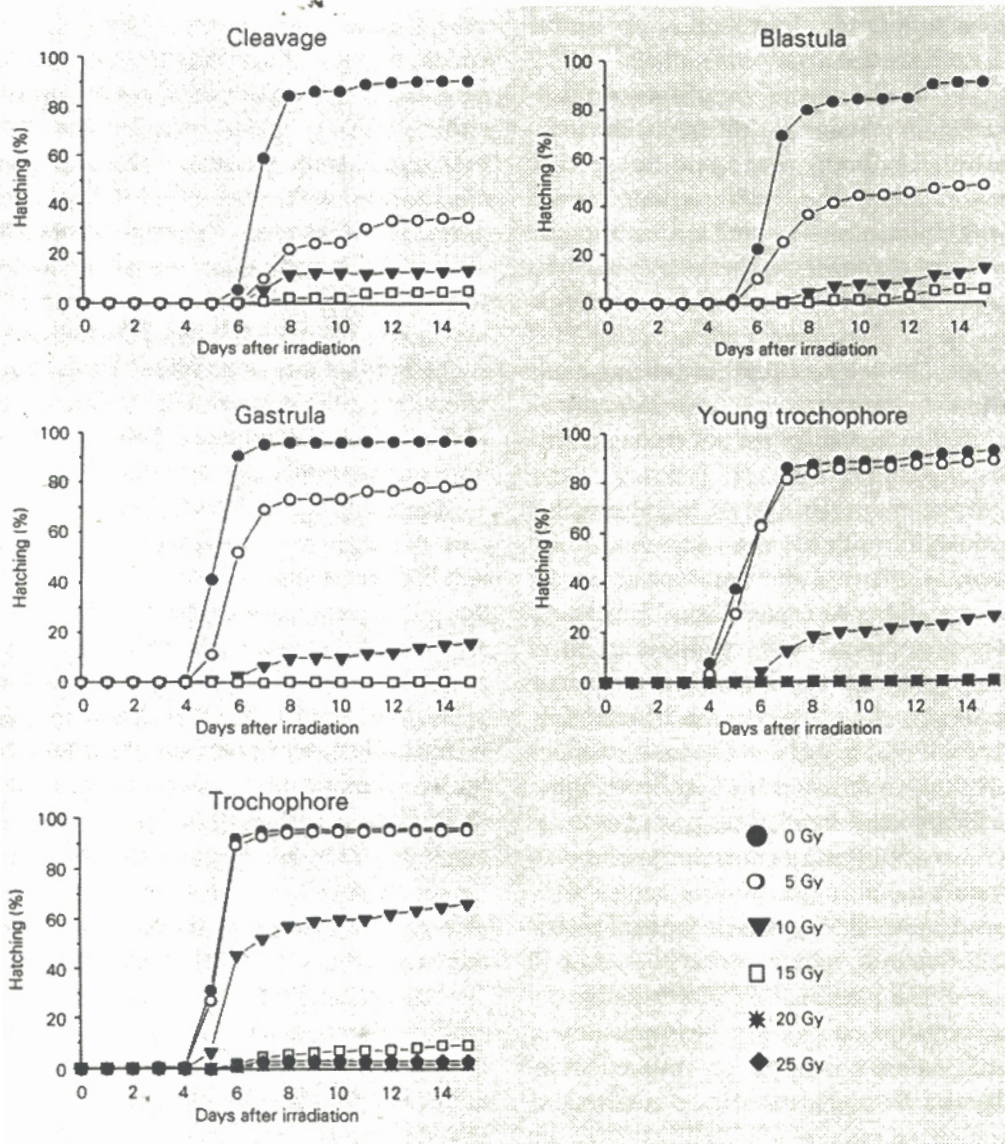 Cleavage
100
80
60
40
20
0
Hatching (%)
0 2 4 6 8 10 12 14
Days after irradiation
Blastula
100
80
60
40
20
0
Hatching (%)
0 2 4 6 8 10 12 14
Days after irradiation
Gastrula
100
80
60
40
20
0
Hatching (%)
0 2 4 6 8 10 12 14
Days after irradiation
Young trochophore
100
80
60
40
20
0
Hatching (%)
0 2 4 6 8 10 12 14
Days after irradiation
Trochophore
100
80
60
40
20
0
Hatching (%)
0 2 4 6 8 10 12 14
Days after irradiation
0 Gy
5 Gy
10 Gy
15 Gy
20 Gy
25 Gy